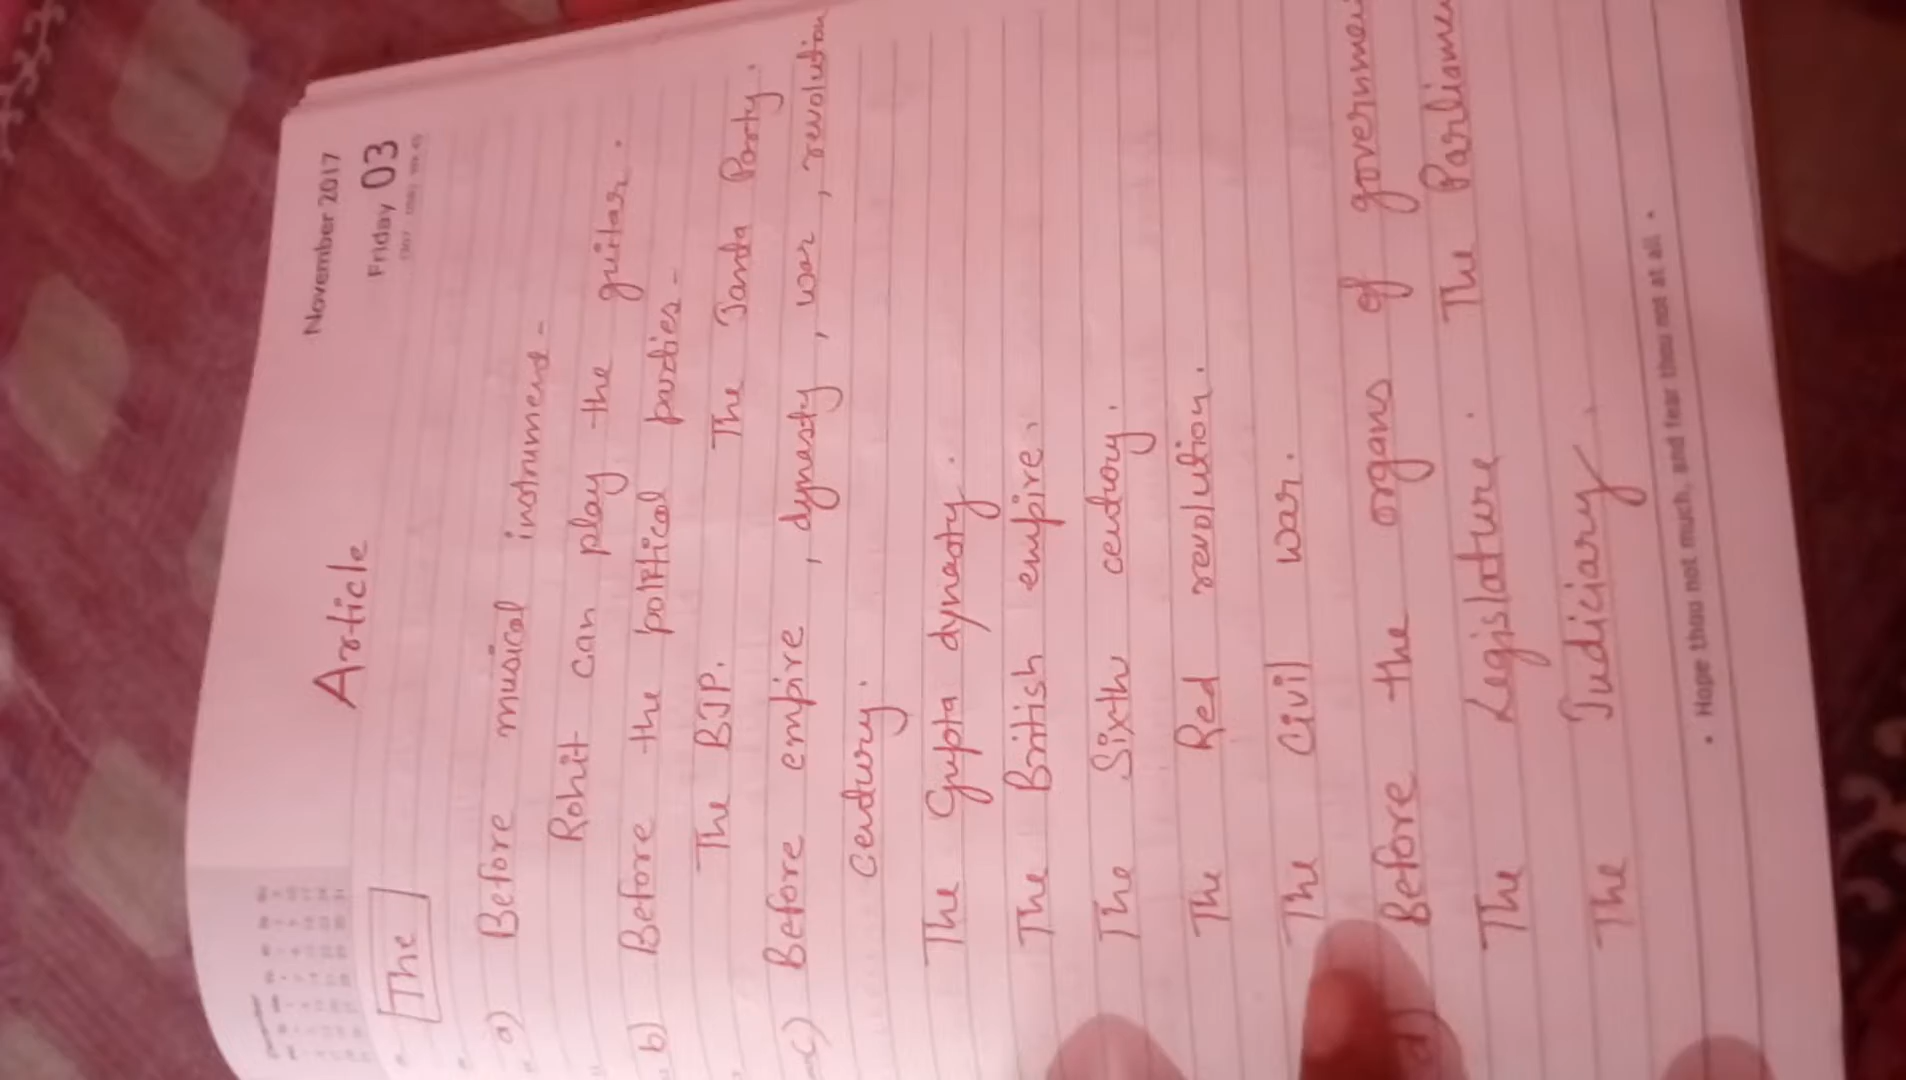 November 2017
Friday 03
Article
The
a) Before musical instrument-
Rohit can play the guitar.
b) Before the political parties-
The BJP. The Janta Party.
c) Before empire, dynasty, war, revolution
century.
The Gupta dynasty.
The British empire.
The Sixth century.
The Red revolution.
The Civil war.
d) Before the organs of
The Legislature. The
The Judiciary.
• Hope thou not much, and fear thou not at all •